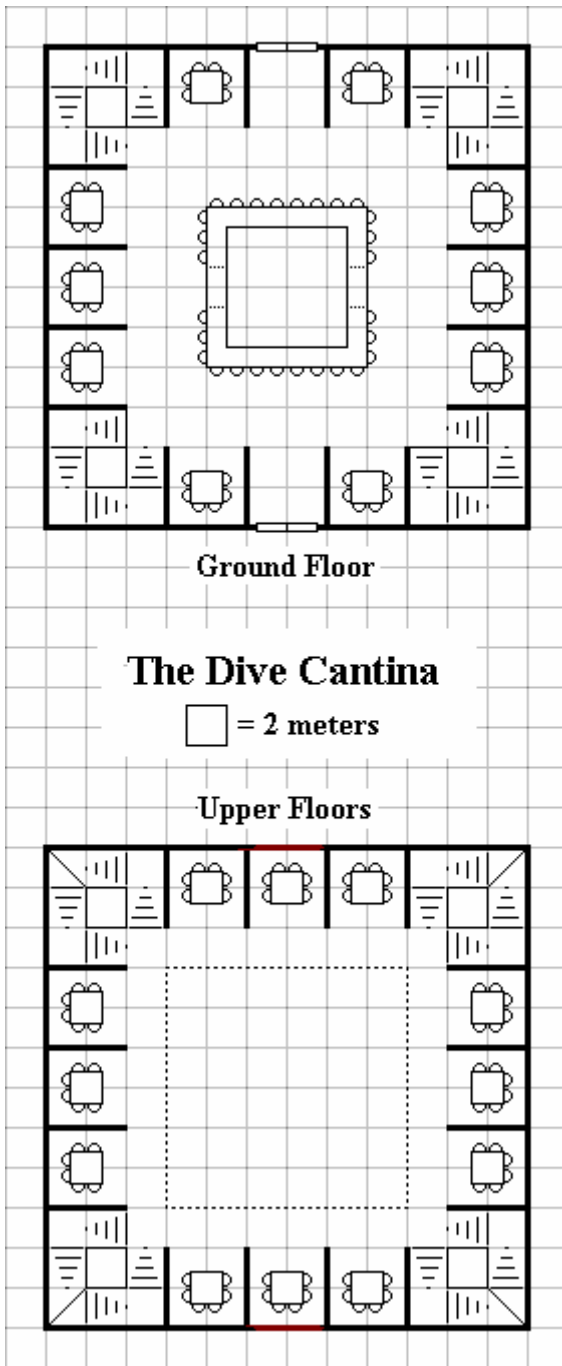 Ground Floor
The Dive Cantina
= 2 meters
Upper Floors